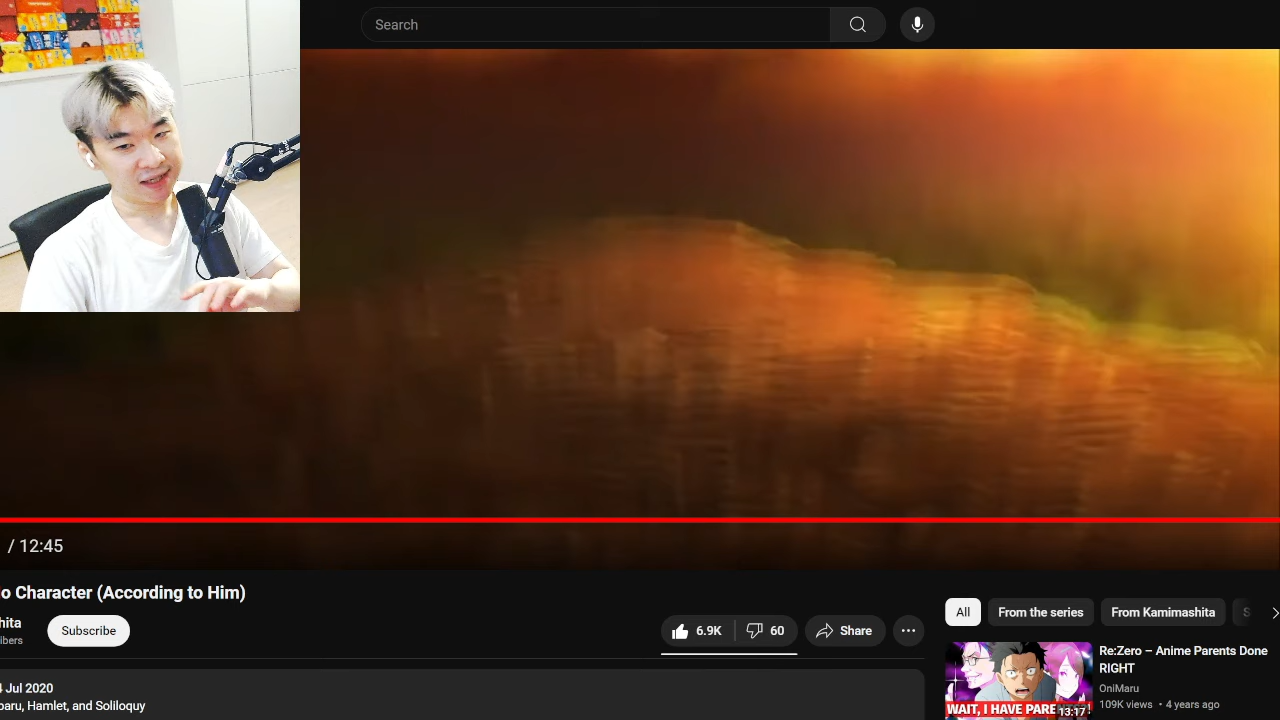 Search
/ 12:45
o Character (According to Him)
hita
ibers
Subscribe
6.9K
60
Share
4 Jul 2020
baru, Hamlet, and Soliloquy
All
From the series
From Kamimashita
S
Re:Zero – Anime Parents Done
RIGHT
OniMaru
109K views • 4 years ago
WAIT, I HAVE PARE
13:17